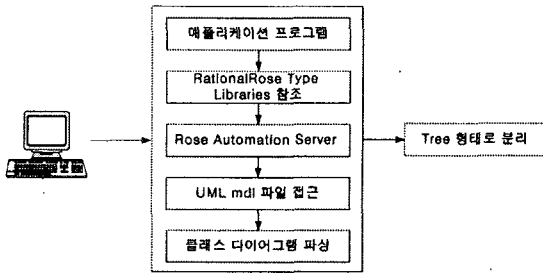 애플리케이션 프로그램
RationalRose Type
Libraries 참조
Rose Automation Server
Tree 형태로 분리
UML mdl 파일 접근
클래스 다이어그램 파싱